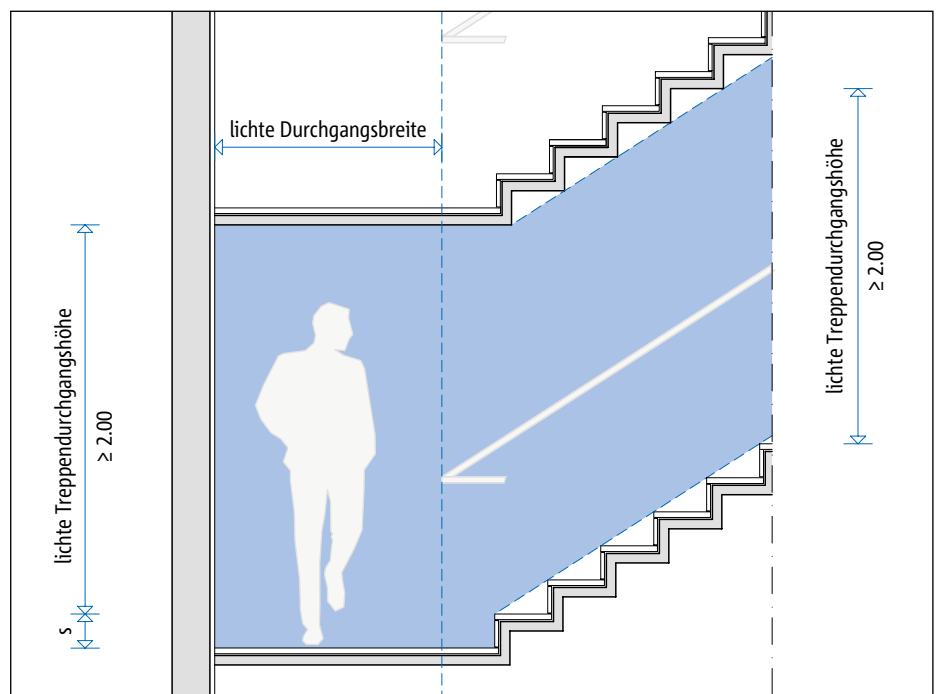 lichte Durchgangsbreite
lichte Treppendurchgangshöhe
≥ 2.00
s
lichte Treppendurchgangshöhe
≥ 2.00